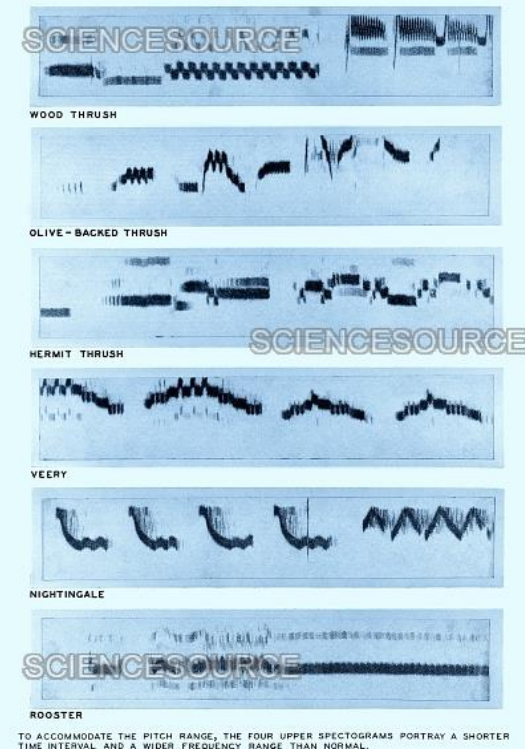 SCIENCESOURCE
WOOD THRUSH
OLIVE-BACKED THRUSH
SCIENCESOURCE
HERMIT THRUSH
VEERY
NIGHTINGALE
SCIENCESOURCE
ROOSTER
TO ACCOMMODATE THE PITCH RANGE, THE FOUR UPPER SPECTOGRAMS PORTRAY A SHORTER
TIME INTERVAL AND A WIDER FREQUENCY RANGE THAN NORMAL.